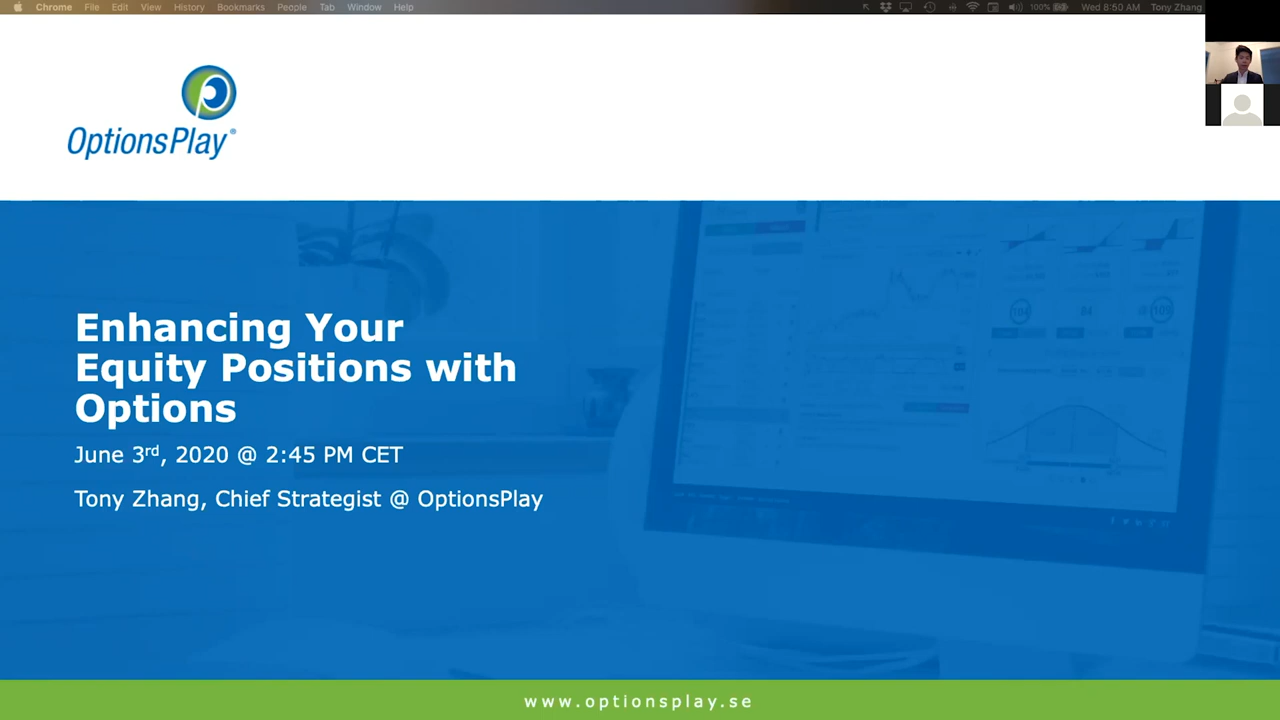 Chrome File Edit View History Bookmarks People Tab Window Help 100% Wed 8:50 AM Tony Zhang
OptionsPlay®
Enhancing Your
Equity Positions with
Options
June 3rd, 2020 @ 2:45 PM CET
Tony Zhang, Chief Strategist @ OptionsPlay
www.optionsplay.se